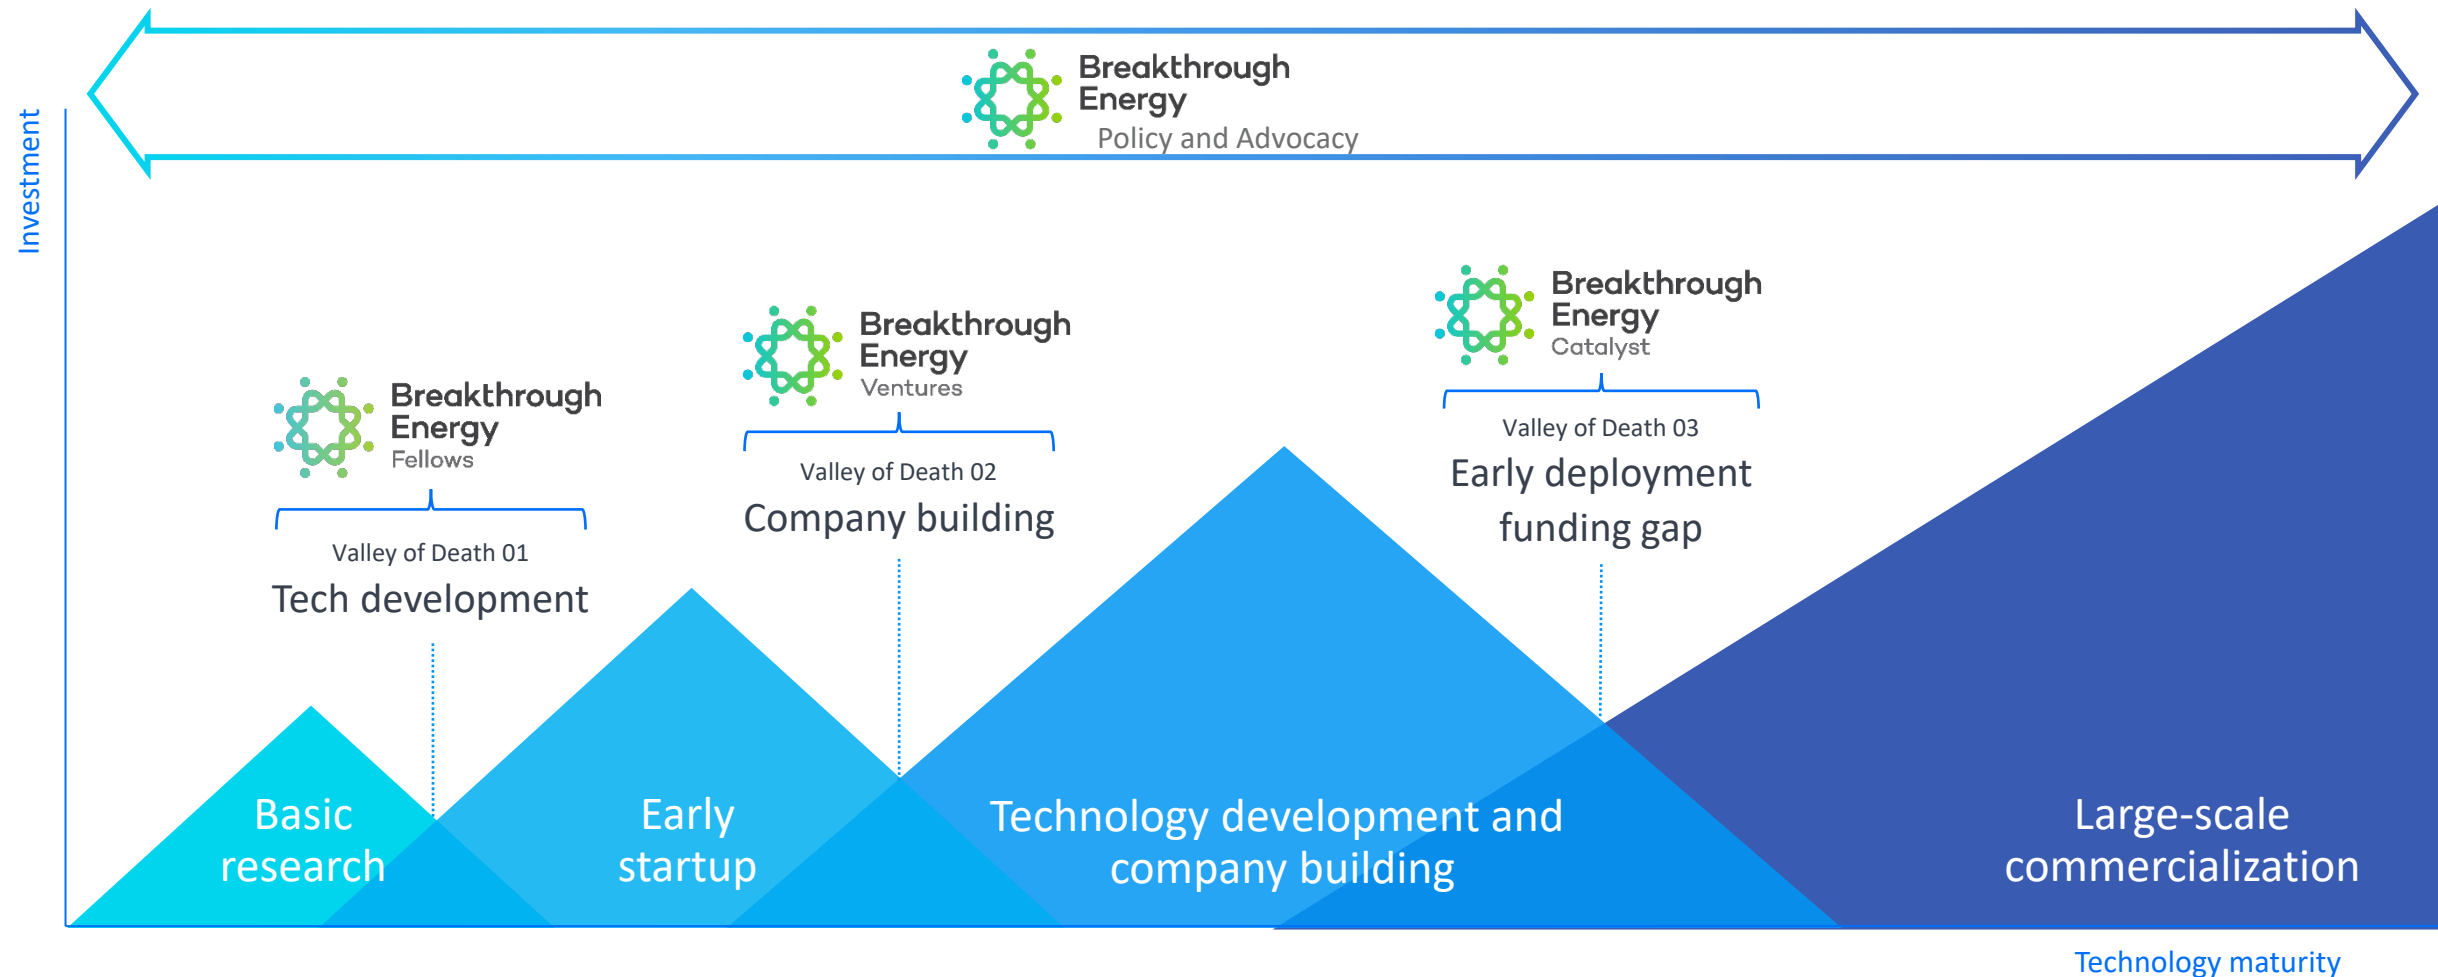 Breakthrough
Energy
Policy and Advocacy
Investment
Breakthrough
Energy
Fellows
Valley of Death 01
Tech development
Breakthrough
Energy
Ventures
Valley of Death 02
Company building
Breakthrough
Energy
Catalyst
Valley of Death 03
Early deployment
funding gap
Basic
research
Early
startup
Technology development and
company building
Large-scale
commercialization
Technology maturity